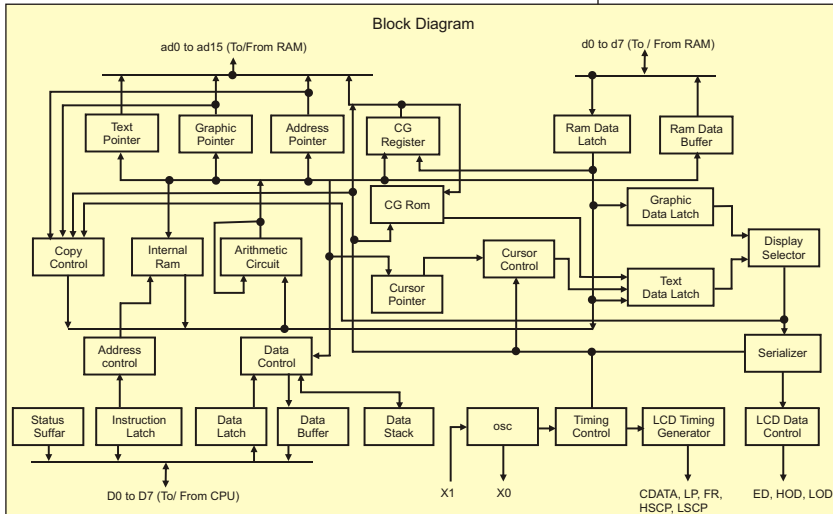 Block Diagram
ad0 to ad15 (To/From RAM)
d0 to d7 (To / From RAM)
Text
Pointer
Graphic
Pointer
Address
Pointer
CG
Register
Ram Data
Latch
Ram Data
Buffer
CG Rom
Graphic
Data Latch
Copy
Control
Internal
Ram
Arithmetic
Circuit
Cursor
Control
Display
Selector
Cursor
Pointer
Text
Data Latch
Address
control
Data
Control
Serializer
Status
Suffar
Instruction
Latch
Data
Latch
Data
Buffer
Data
Stack
osc
Timing
Control
LCD Timing
Generator
LCD Data
Control
D0 to D7 (To/ From CPU)
X1
X0
CDATA, LP, FR,
HSCP, LSCP
ED, HOD, LOD